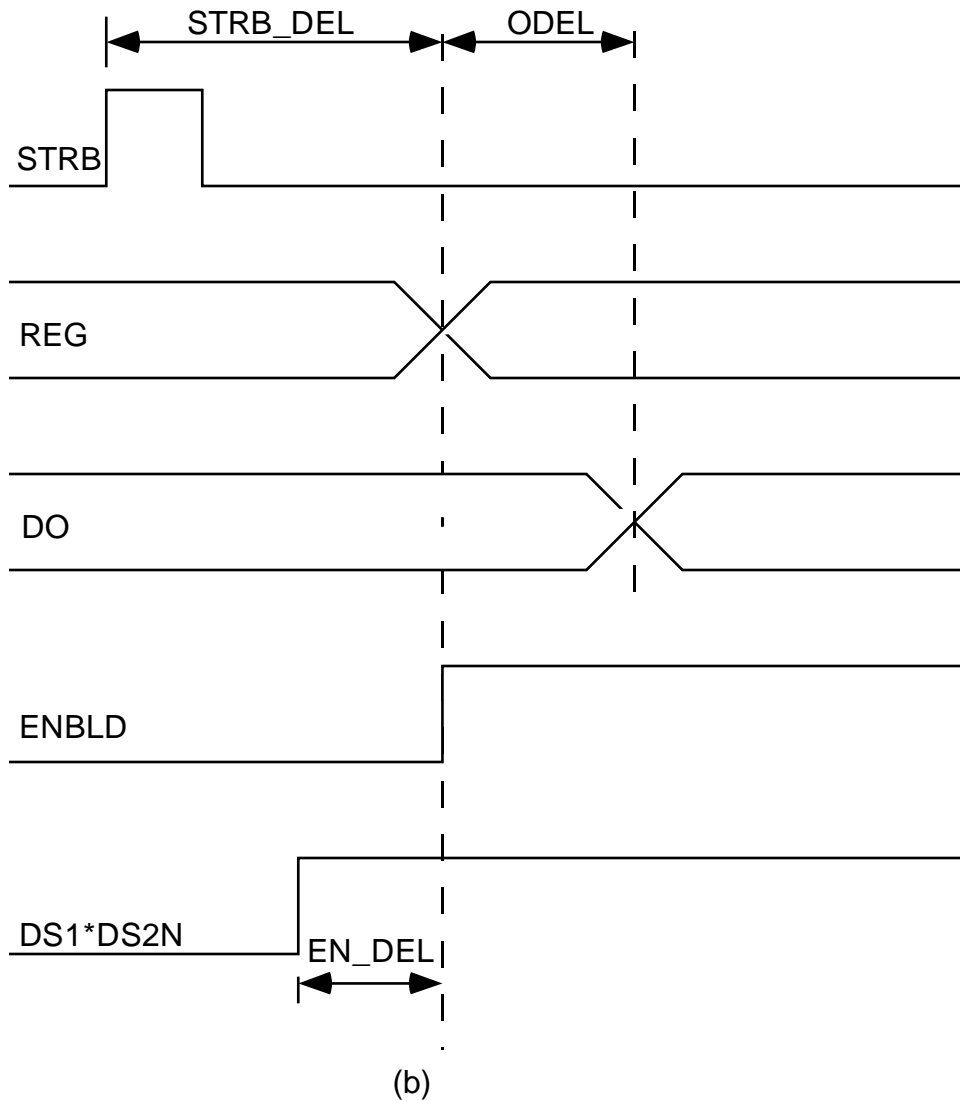 STRB_DEL ODEL
STRB
REG
DO
ENBLD
DS1*DS2N
EN_DEL
(b)